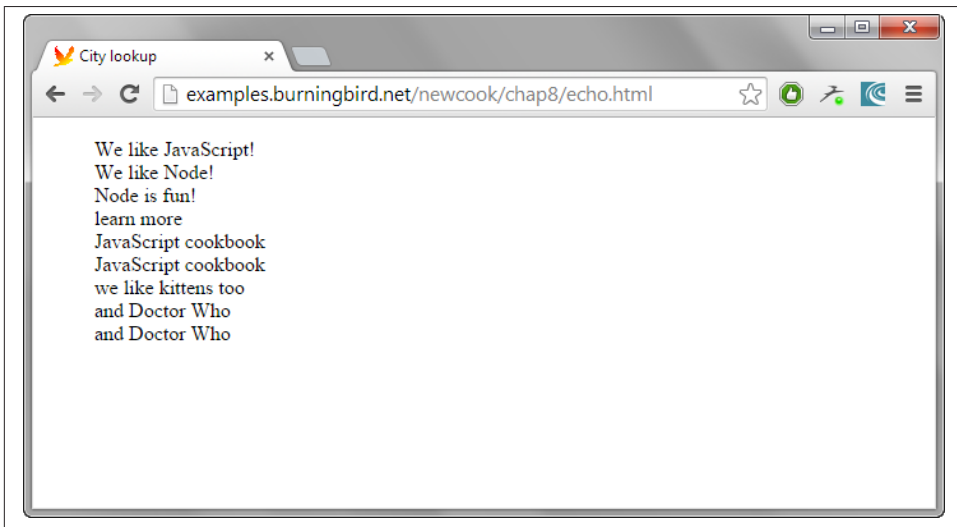 City lookup
examples.burningbird.net/newcook/chap8/echo.html
We like JavaScript!
We like Node!
Node is fun!
learn more
JavaScript cookbook
JavaScript cookbook
we like kittens too
and Doctor Who
and Doctor Who